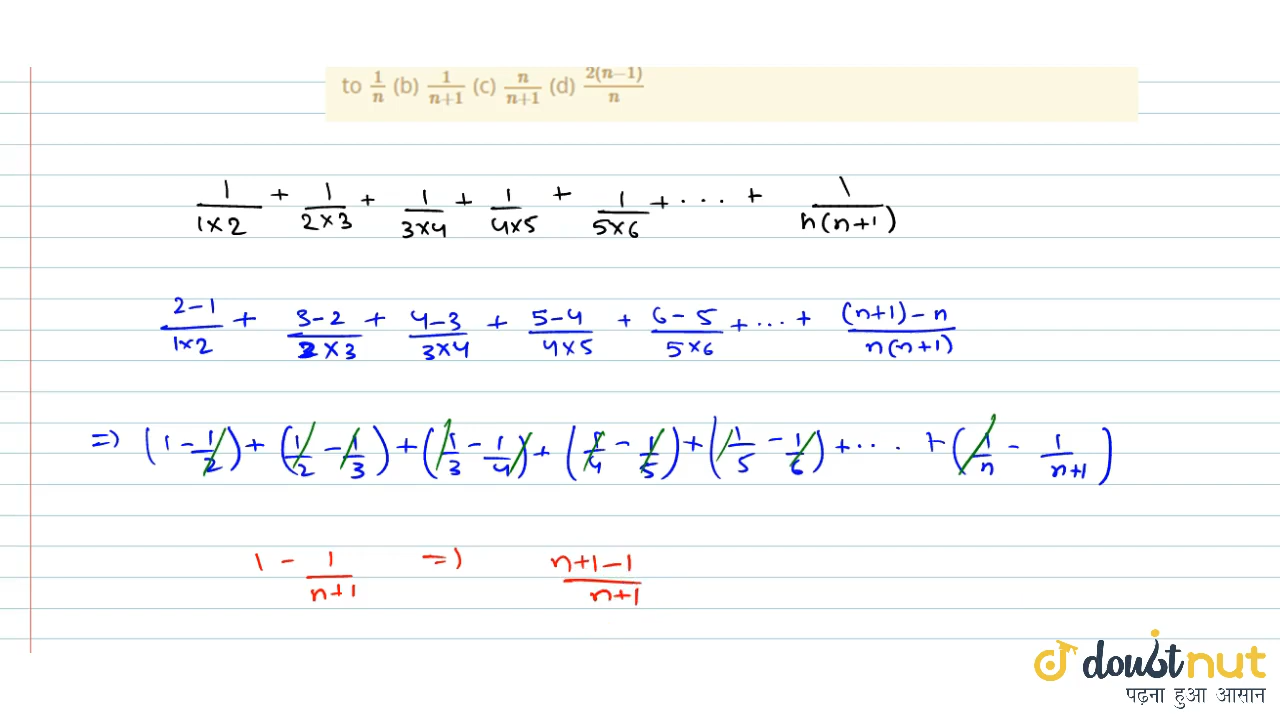 to 1/n (b) 1/n+1 (c) n/n+1 (d) 2(n−1)/n
1/1×2 + 1/2×3 + 1/3×4 + 1/4×5 + 1/5×6 + ... + 1/n(n+1)
2-1/1×2 + 3-2/2×3 + 4-3/3×4 + 5-4/4×5 + 6-5/5×6 + ... + (n+1)-n/n(n+1)
=) (1 - 1/2) + (1/2 - 1/3) + (1/3 - 1/4) + (1/4 - 1/5) + (1/5 - 1/6) + ... + (1/n - 1/n+1)
1 - 1/n+1 =) n+1-1/n+1
doubtnut
पढ़ना हुआ आसान